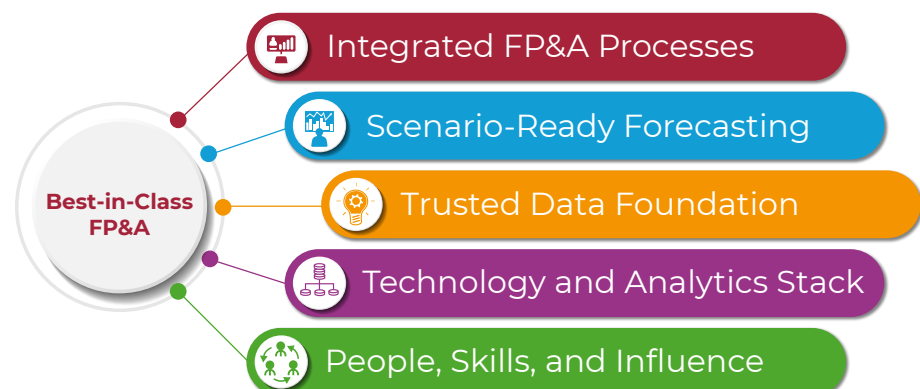 Integrated FP&A Processes
Scenario-Ready Forecasting
Best-in-Class
FP&A
Trusted Data Foundation
Technology and Analytics Stack
People, Skills, and Influence